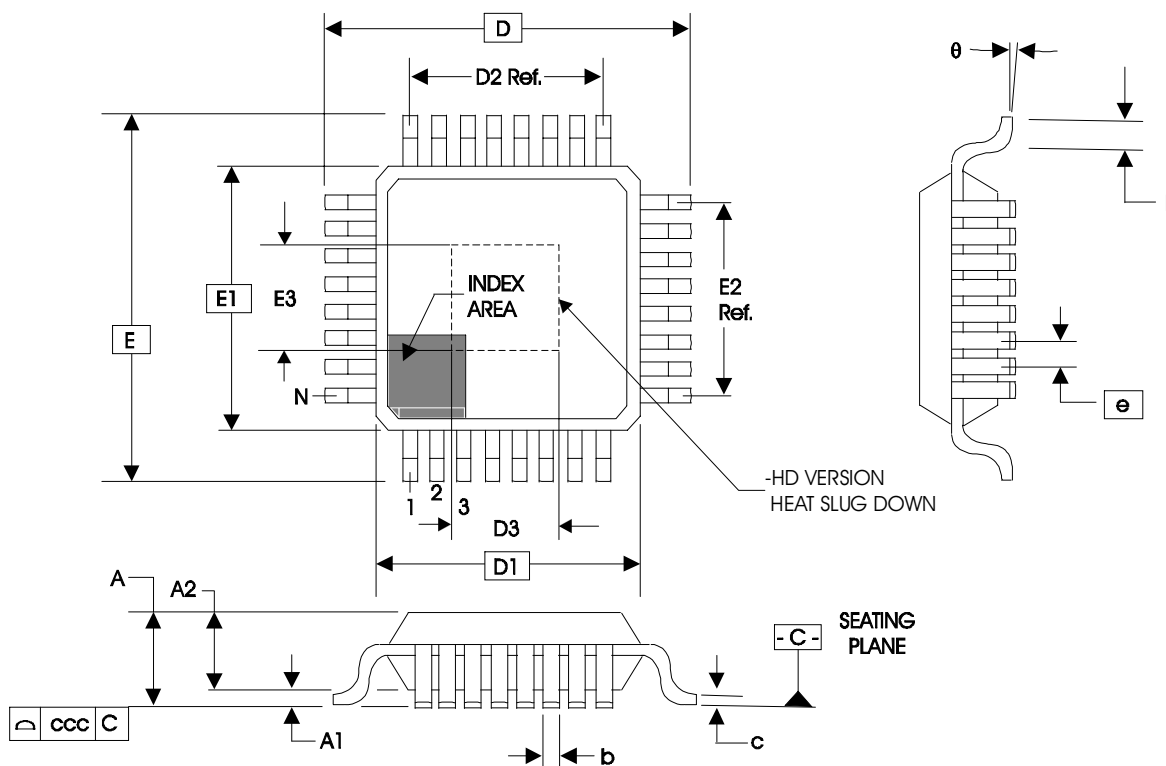 D
θ
D2 Ref.
E
E1
E3
INDEX
AREA
E2
Ref.
N
e
1
2
3
-HD VERSION
HEAT SLUG DOWN
D3
D1
A
A2
- C -
SEATING
PLANE
ccc C
A1
b
c